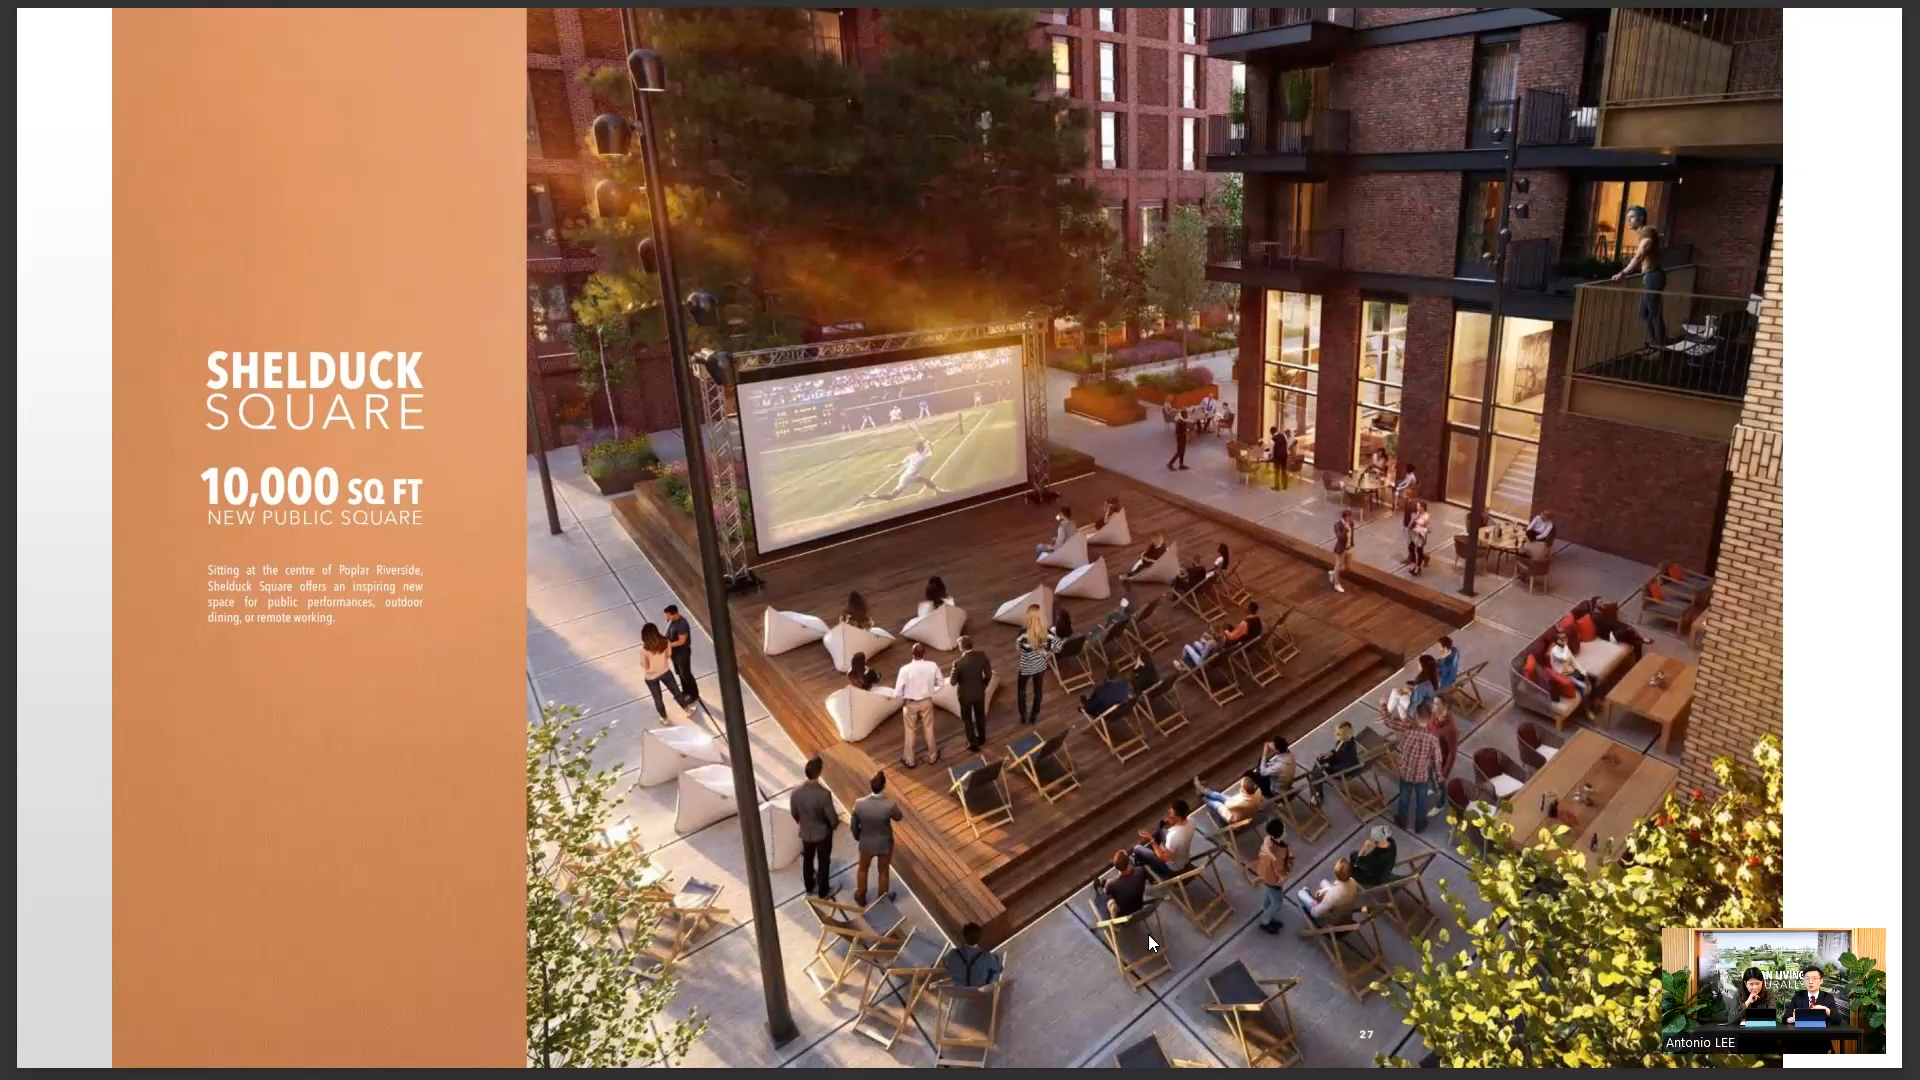 SHELDUCK
SQUARE
10,000 SQ FT
NEW PUBLIC SQUARE
Sitting at the centre of Poplar Riverside,
Shelduck Square offers an inspiring new
space for public performances, outdoor
dining, or remote working.
27
Antonio LEE